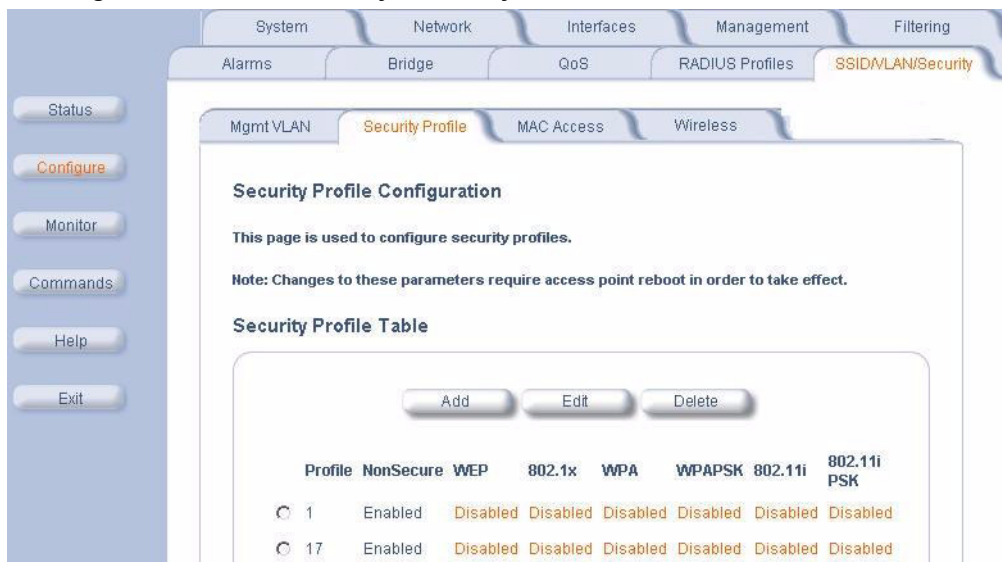 System Network Interfaces Management Filtering
Alarms Bridge QoS RADIUS Profiles SSID/VLAN/Security
Status
Configure
Monitor
Commands
Help
Exit
Mgmt VLAN Security Profile MAC Access Wireless
Security Profile Configuration
This page is used to configure security profiles.
Note: Changes to these parameters require access point reboot in order to take effect.
Security Profile Table
Add Edit Delete
Profile NonSecure WEP 802.1x WPA WPAPSK 802.11i 802.11i PSK
1 Enabled Disabled Disabled Disabled Disabled Disabled Disabled
17 Enabled Disabled Disabled Disabled Disabled Disabled Disabled